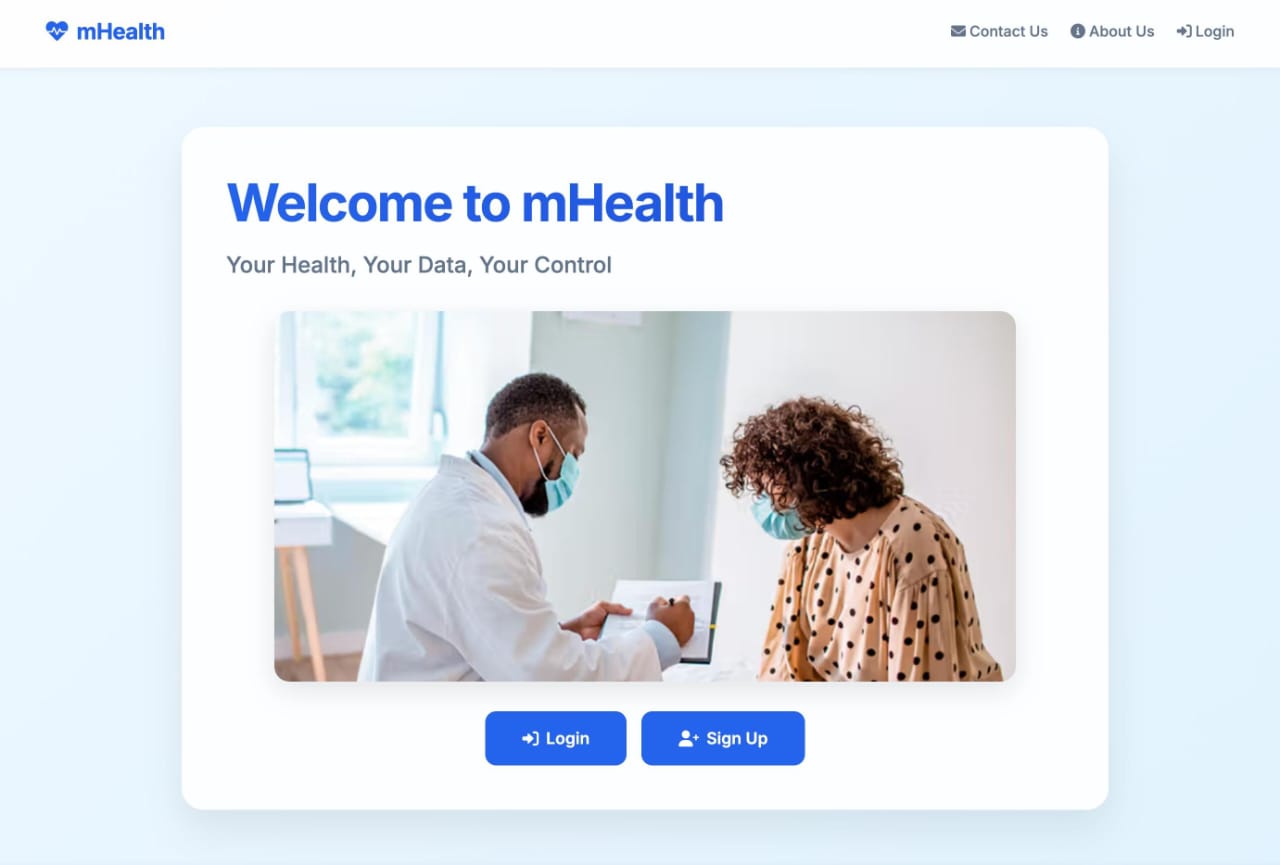 mHealth
Contact Us
About Us
Login
Welcome to mHealth
Your Health, Your Data, Your Control
Login
Sign Up